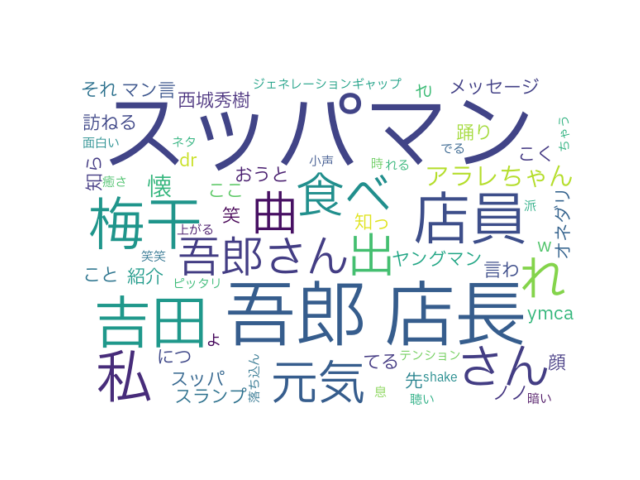 それ マン言 西城秀樹 ジェネレーションギャップ せ メッセージ
訪ねる スッパマン 踊り ちゃう
面白い ネタ dr 小声 時 れる でる こく
知ら 癒さ 懐 ここ おうと 食べ アラレちゃん
梅干 上がる 笑 曲 知っ 店員 派 オネダリ
笑笑 吾郎さん 出 ヤングマン 言わ w れ
こと 紹介 ピッタリ
吉田 よ 吾郎 店長 ymca
私 につ 落ち込ん 元気 てる テンション さん 顔
スッパ 先 shake
スランプ 息 聴い ノノ 暗い